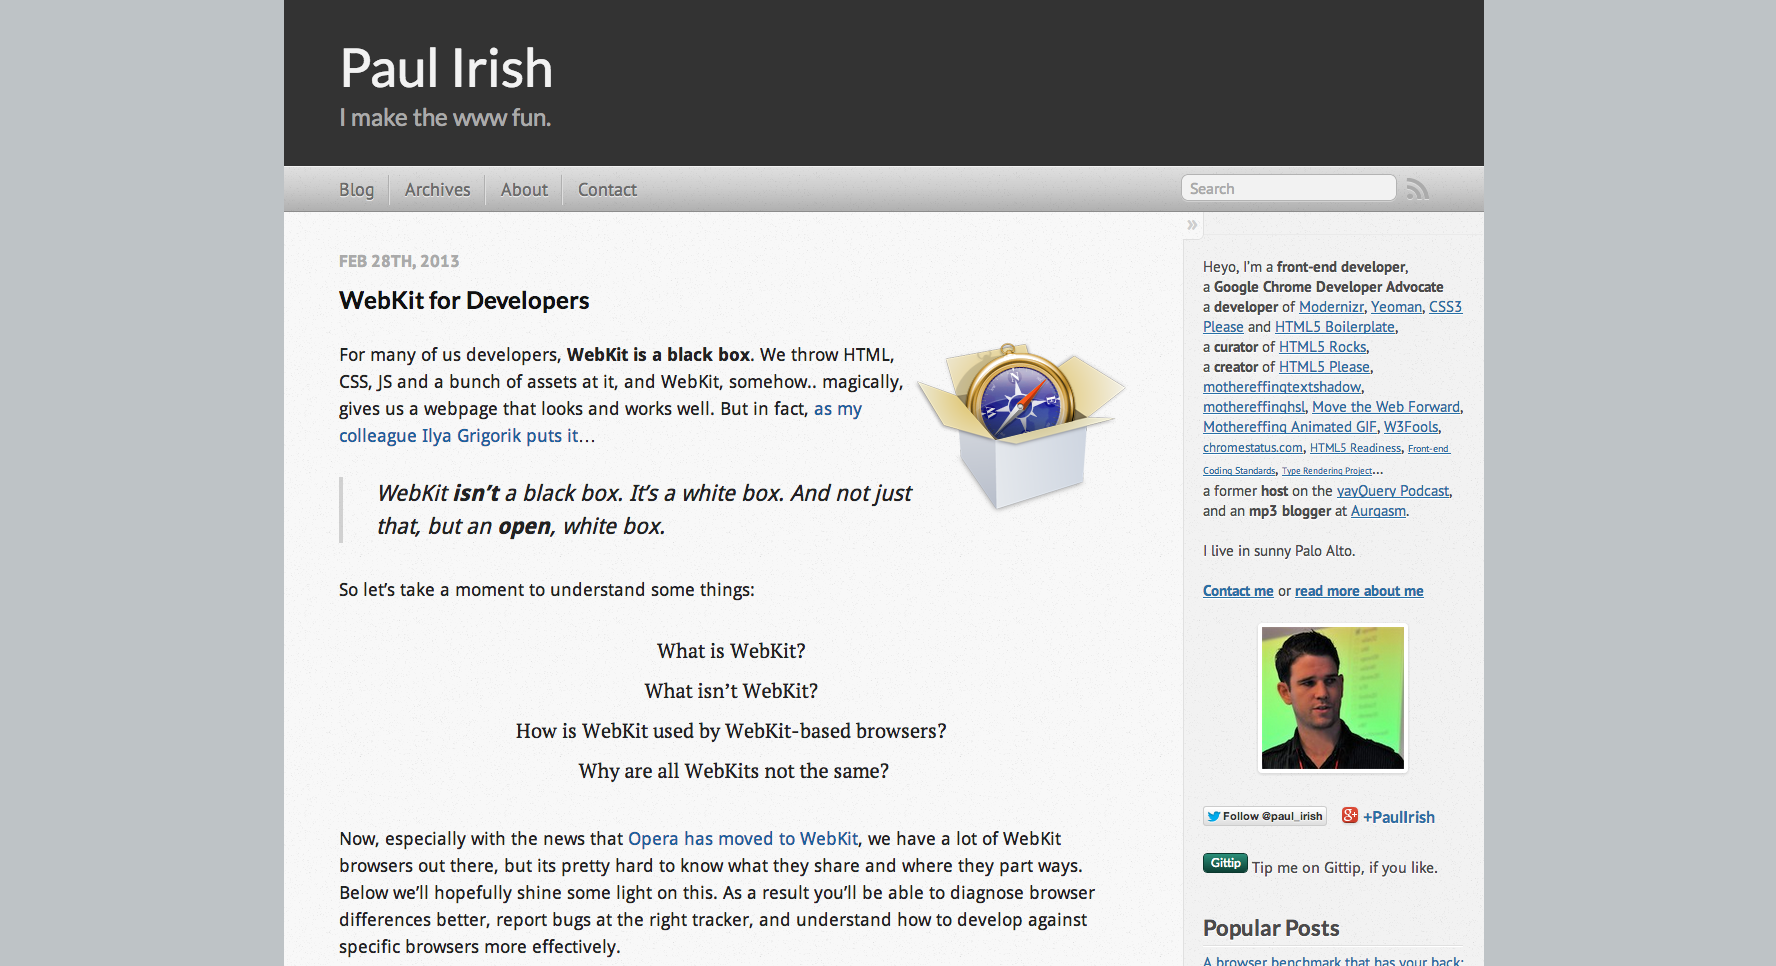 Paul Irish
I make the www fun.
Blog
Archives
About
Contact
Search
FEB 28TH, 2013
WebKit for Developers
For many of us developers, WebKit is a black box. We throw HTML,
CSS, JS and a bunch of assets at it, and WebKit, somehow.. magically,
gives us a webpage that looks and works well. But in fact, as my
colleague Ilya Grigorik puts it…
WebKit isn’t a black box. It’s a white box. And not just
that, but an open, white box.
So let’s take a moment to understand some things:
What is WebKit?
What isn’t WebKit?
How is WebKit used by WebKit-based browsers?
Why are all WebKits not the same?
Now, especially with the news that Opera has moved to WebKit, we have a lot of WebKit
browsers out there, but its pretty hard to know what they share and where they part ways.
Below we’ll hopefully shine some light on this. As a result you’ll be able to diagnose browser
differences better, report bugs at the right tracker, and understand how to develop against
specific browsers more effectively.
»
Heyo, I’m a front-end developer,
a Google Chrome Developer Advocate
a developer of Modernizr, Yeoman, CSS3
Please and HTML5 Boilerplate,
a curator of HTML5 Rocks,
a creator of HTML5 Please,
mothereffingtextshadow,
mothereffinghsl, Move the Web Forward,
Mothereffing Animated GIF, W3Fools,
chromestatus.com, HTML5 Readiness, Front-end
Coding Standards, Type Rendering Project…
a former host on the yayQuery Podcast,
and an mp3 blogger at Aurgasm.
I live in sunny Palo Alto.
Contact me or read more about me
Follow @paul_irish
+PaulIrish
Gittip Tip me on Gittip, if you like.
Popular Posts
A browser benchmark that has your back: